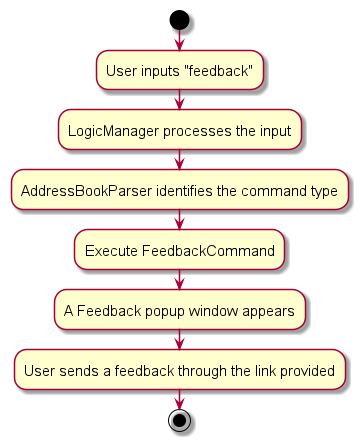 User inputs "feedback"
LogicManager processes the input
AddressBookParser identifies the command type
Execute FeedbackCommand
A Feedback popup window appears
User sends a feedback through the link provided